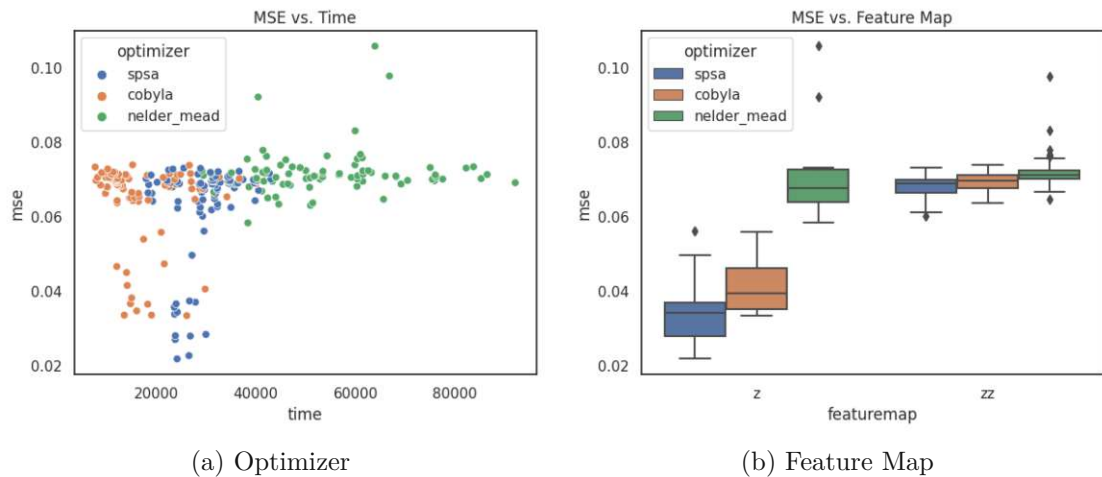 MSE vs. Time
optimizer
spsa
cobyla
nelder_mead
mse
0.10
0.08
0.06
0.04
0.02
20000 40000 60000 80000
time
(a) Optimizer
MSE vs. Feature Map
optimizer
spsa
cobyla
nelder_mead
mse
0.10
0.08
0.06
0.04
0.02
z zz
featuremap
(b) Feature Map